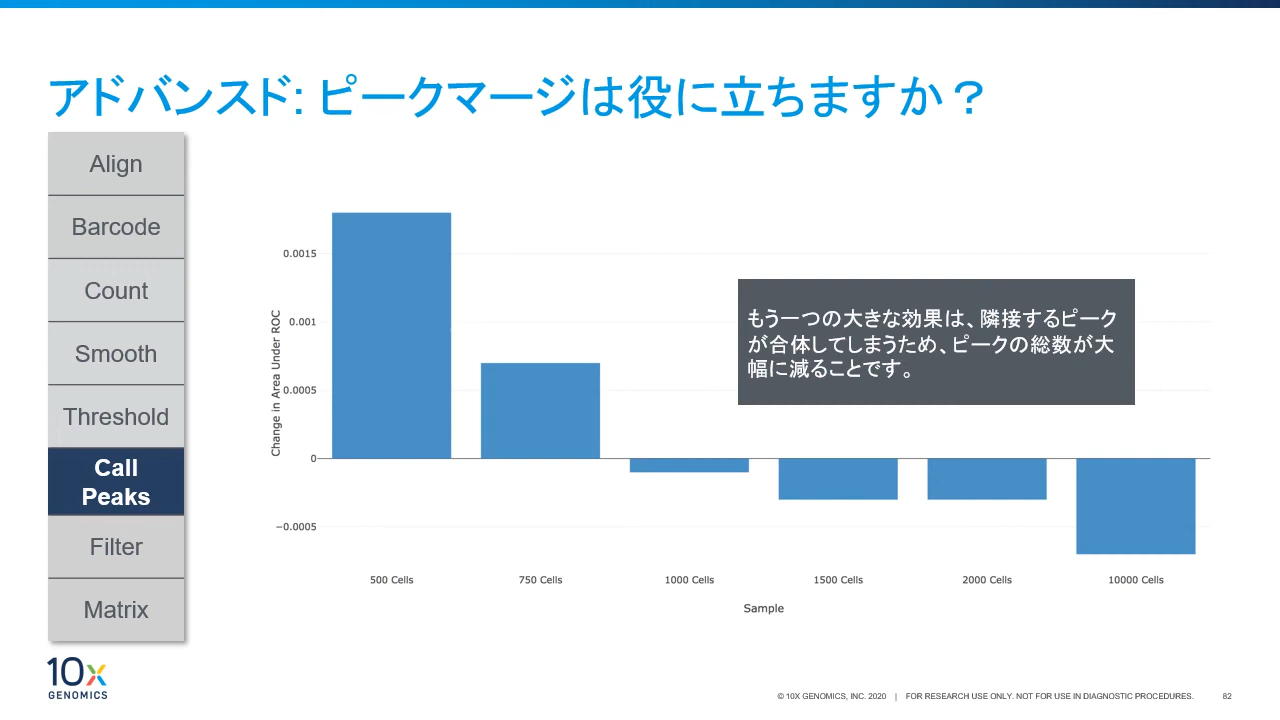 アドバンスド: ピークマージは役に立ちますか？
Align
Barcode
Count
Smooth
Threshold
Call
Peaks
Filter
Matrix
0.0015
0.001
0.0005
0
−0.0005
Change in Area Under ROC
もう一つの大きな効果は、隣接するピーク
が合体してしまうため、ピークの総数が大
幅に減ることです。
500 Cells
750 Cells
1000 Cells
1500 Cells
2000 Cells
10000 Cells
Sample
10x
GENOMICS
© 10X GENOMICS, INC. 2020 | FOR RESEARCH USE ONLY. NOT FOR USE IN DIAGNOSTIC PROCEDURES. 82